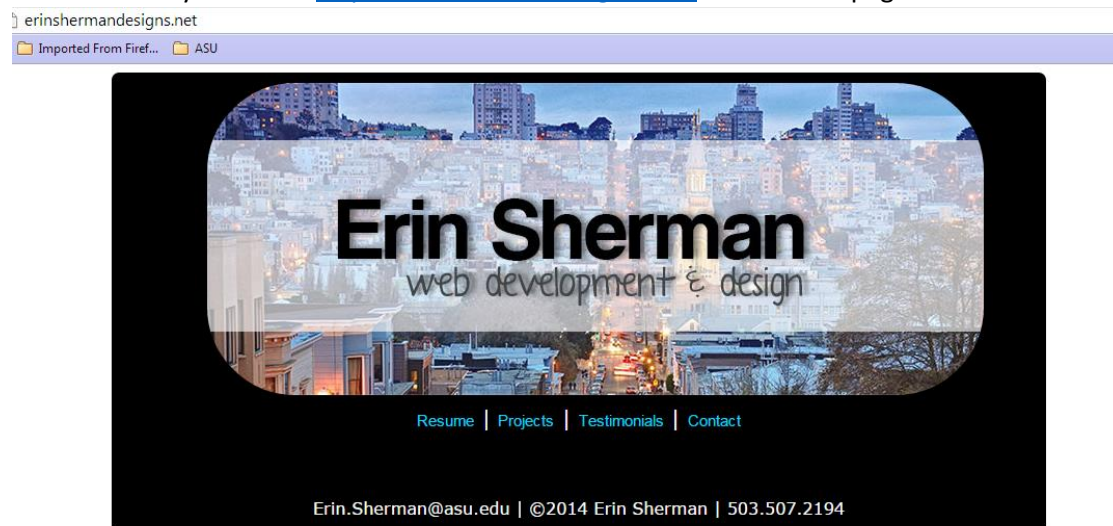 erinshermandesigns.net
Imported From Firef... ASU
Erin Sherman
web development & design
Resume | Projects | Testimonials | Contact
Erin.Sherman@asu.edu | ©2014 Erin Sherman | 503.507.2194